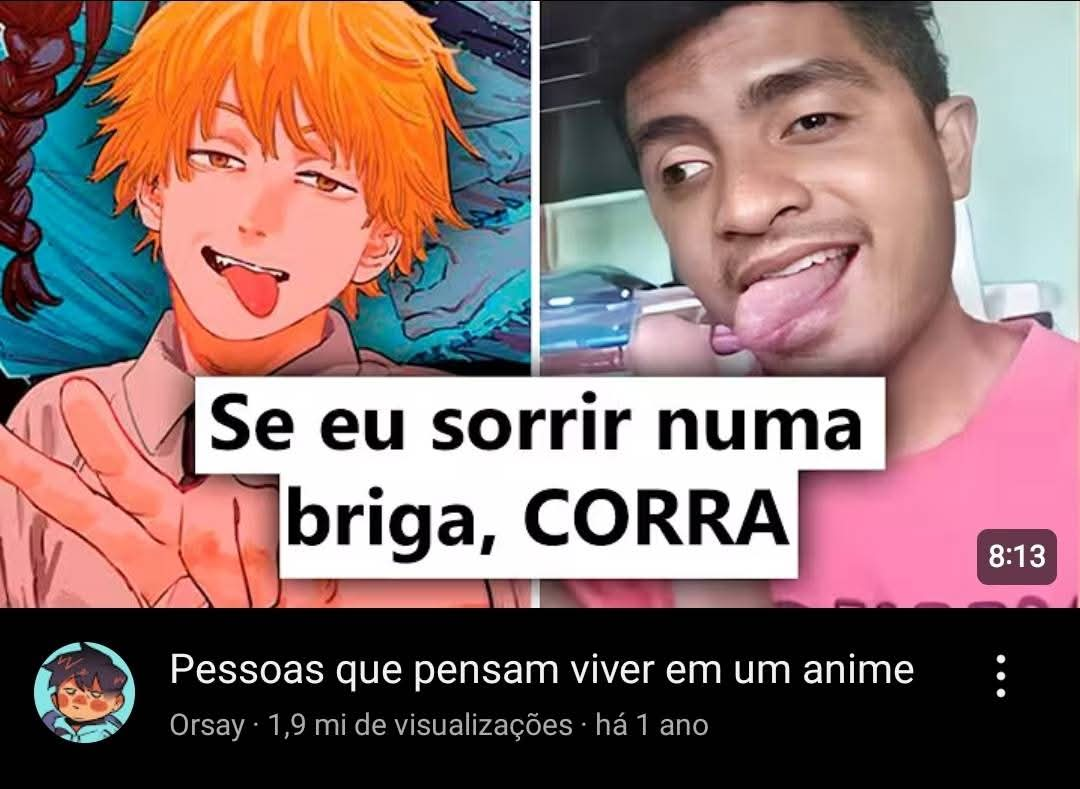 Se eu sorrir numa
briga, CORRA
8:13
Pessoas que pensam viver em um anime
Orsay · 1,9 mi de visualizações · há 1 ano